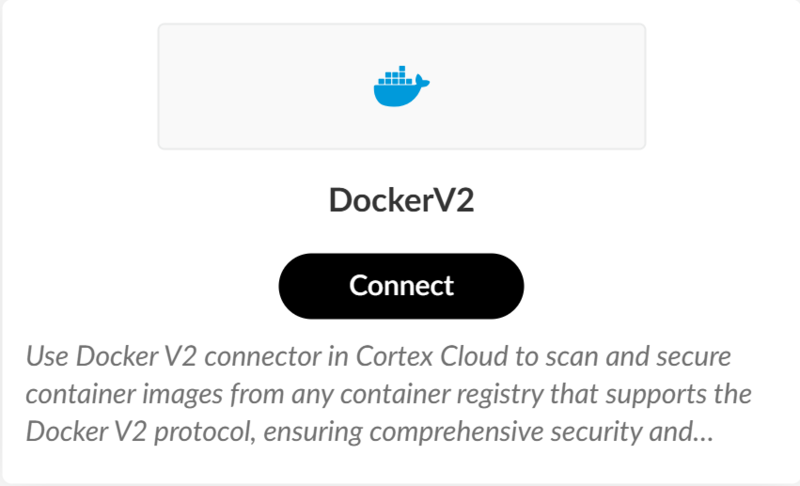 DockerV2
Connect
Use Docker V2 connector in Cortex Cloud to scan and secure
container images from any container registry that supports the
Docker V2 protocol, ensuring comprehensive security and...